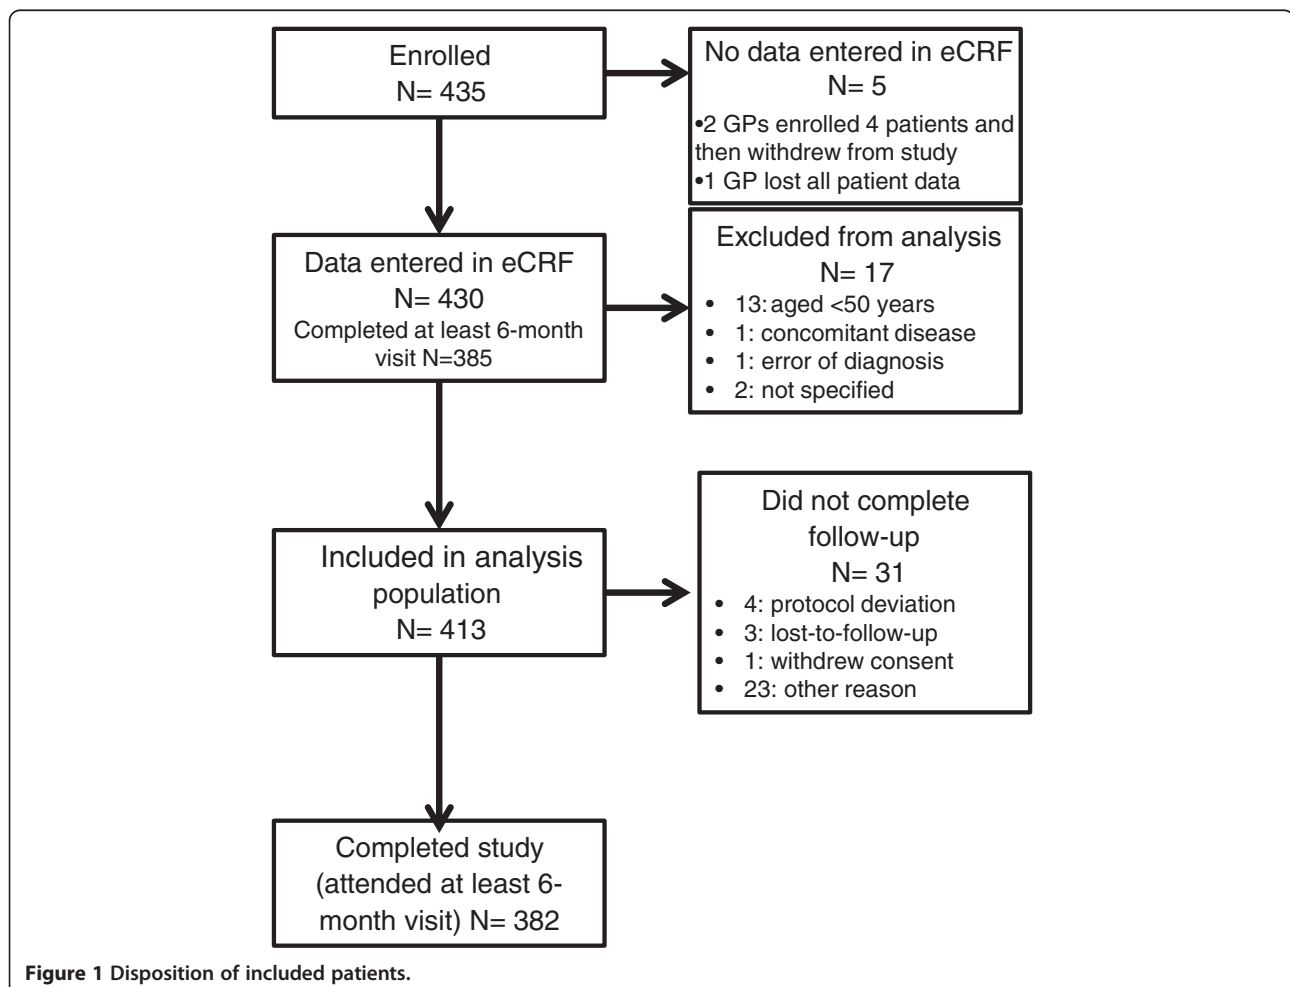 Enrolled
N= 435
No data entered in eCRF
N= 5
•2 GPs enrolled 4 patients and
then withdrew from study
•1 GP lost all patient data
Data entered in eCRF
N= 430
Completed at least 6-month
visit N=385
Excluded from analysis
N= 17
• 13: aged <50 years
• 1: concomitant disease
• 1: error of diagnosis
• 2: not specified
Included in analysis
population
N= 413
Did not complete
follow-up
N= 31
• 4: protocol deviation
• 3: lost-to-follow-up
• 1: withdrew consent
• 23: other reason
Completed study
(attended at least 6-
month visit) N= 382
Figure 1 Disposition of included patients.